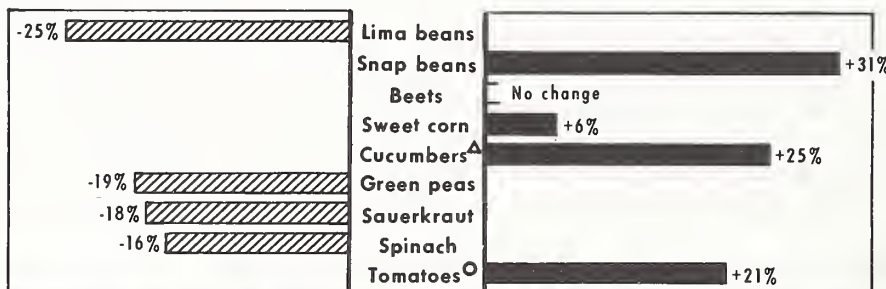 -25% Lima beans
Snap beans +31%
Beets No change
Sweet corn +6%
Cucumbers△ +25%
-19% Green peas
-18% Sauerkraut
-16% Spinach
Tomatoes○ +21%